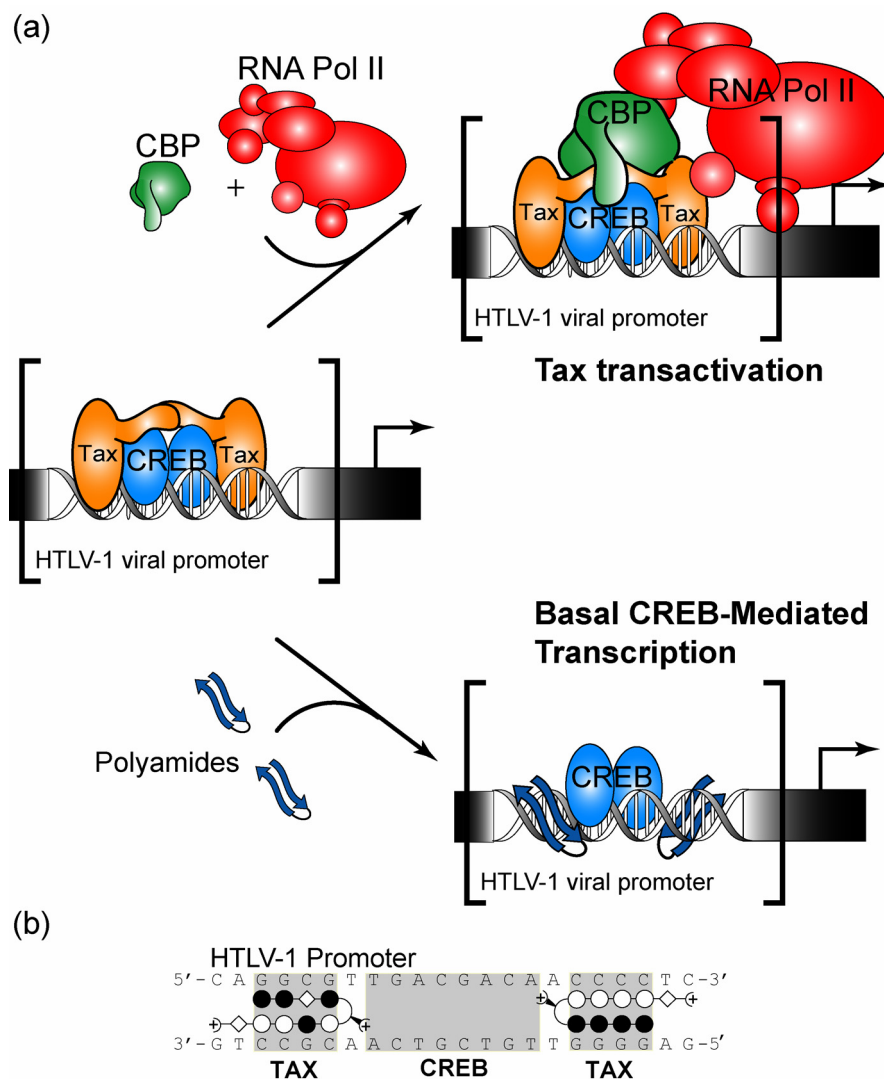 (a)
RNA Pol II
CBP
+
CBP
RNA Pol II
Tax
CREB
Tax
HTLV-1 viral promoter
Tax transactivation
Tax
CREB
Tax
HTLV-1 viral promoter
Basal CREB-Mediated
Transcription
Polyamides
CREB
HTLV-1 viral promoter
(b)
HTLV-1 Promoter
5′-C A G G C G T T G A C G A C A A C C C C T C-3′
+ +
+ +
3′-G T C C G C A A C T G C T G T T G G G G A G-5′
TAX CREB TAX